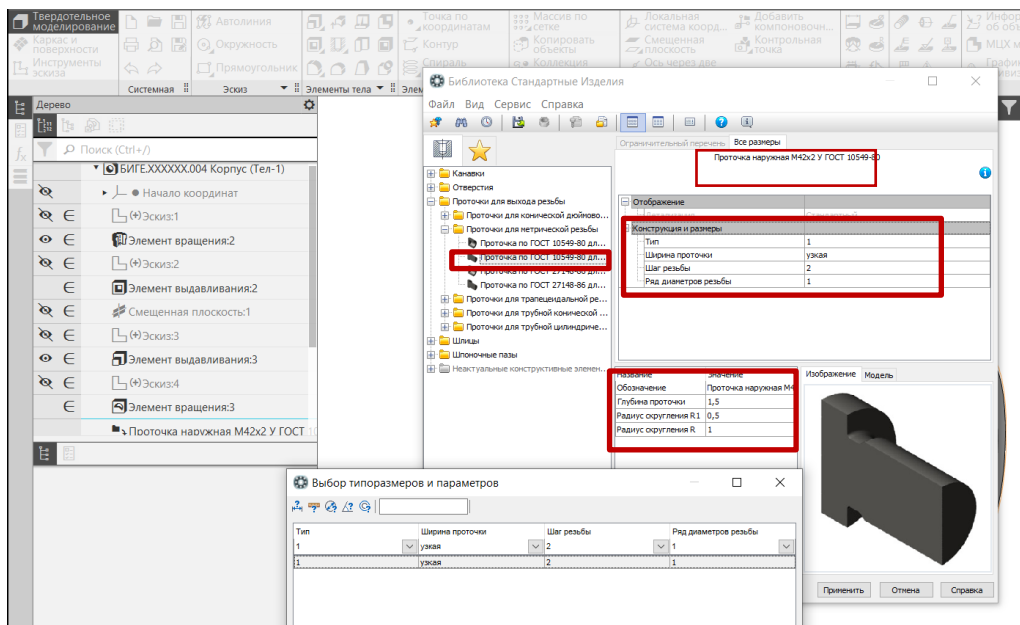 Твердотельное моделирование
Каркас и поверхности
Инструменты эскиза
Системная
Автолиния
Окружность
Прямоугольник
Эскиз
Элементы тела
Элем
Точка по координатам
Контур
Спираль
Массив по сетке
Копировать объекты
Коллекция
Локальная система коорд...
Смещенная плоскость
Ось через две
Добавить компоновочн...
Контрольная точка
Инфор
об объ
МЦХ м
Дерево
Поиск (Ctrl+/)
БИГЕ.XXXXXX.004 Корпус (Тел-1)
Начало координат
(+)Эскиз:1
Элемент вращения:2
(+)Эскиз:2
Элемент выдавливания:2
Смещенная плоскость:1
(+)Эскиз:3
Элемент выдавливания:3
(+)Эскиз:4
Элемент вращения:3
Проточка наружная М42х2 У ГОСТ 10
Библиотека Стандартные Изделия
Файл Вид Сервис Справка
Канавки
Отверстия
Проточки для выхода резьбы
Проточки для конической дюймово...
Проточки для метрической резьбы
Проточка по ГОСТ 10549-80 дл...
Проточка по ГОСТ 10549-80 дл...
Проточка по ГОСТ 27148-86 дл...
Проточка по ГОСТ 27148-86 дл...
Проточки для трапецеидальной ре...
Проточки для трубной конической ...
Проточки для трубной цилиндриче...
Шлицы
Шпоночные пазы
Неактуальные конструктивные элемен...
Ограничительный перечень Все размеры
Проточка наружная М42х2 У ГОСТ 10549-80
Отображение
Детализация Стандартный
Конструкция и размеры
Тип 1
Ширина проточки узкая
Шаг резьбы 2
Ряд диаметров резьбы 1
Название Значение
Обозначение Проточка наружная М4
Глубина проточки 1,5
Радиус скругления R1 0,5
Радиус скругления R 1
Изображение Модель
Применить Отмена Справка
Выбор типоразмеров и параметров
Тип Ширина проточки Шаг резьбы Ряд диаметров резьбы
1 узкая 2 1
1 узкая 2 1